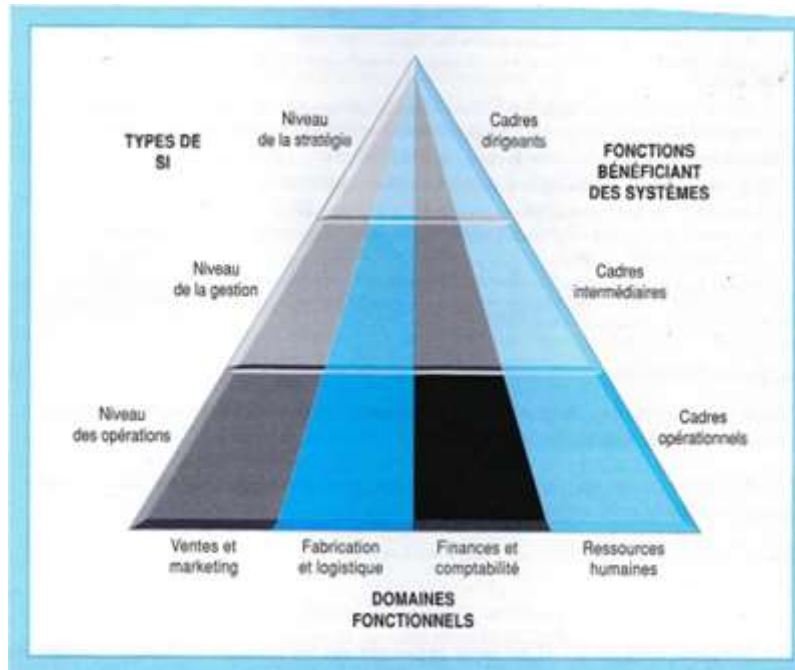 Niveau
de la stratégie
Cadres
dirigeants
TYPES DE
SI
FONCTIONS
BÉNÉFICIANT
DES SYSTÈMES
Niveau
de la gestion
Cadres
intermédiaires
Niveau
des opérations
Cadres
opérationnels
Ventes et
marketing
Fabrication
et logistique
Finances et
comptabilité
Ressources
humaines
DOMAINES
FONCTIONNELS